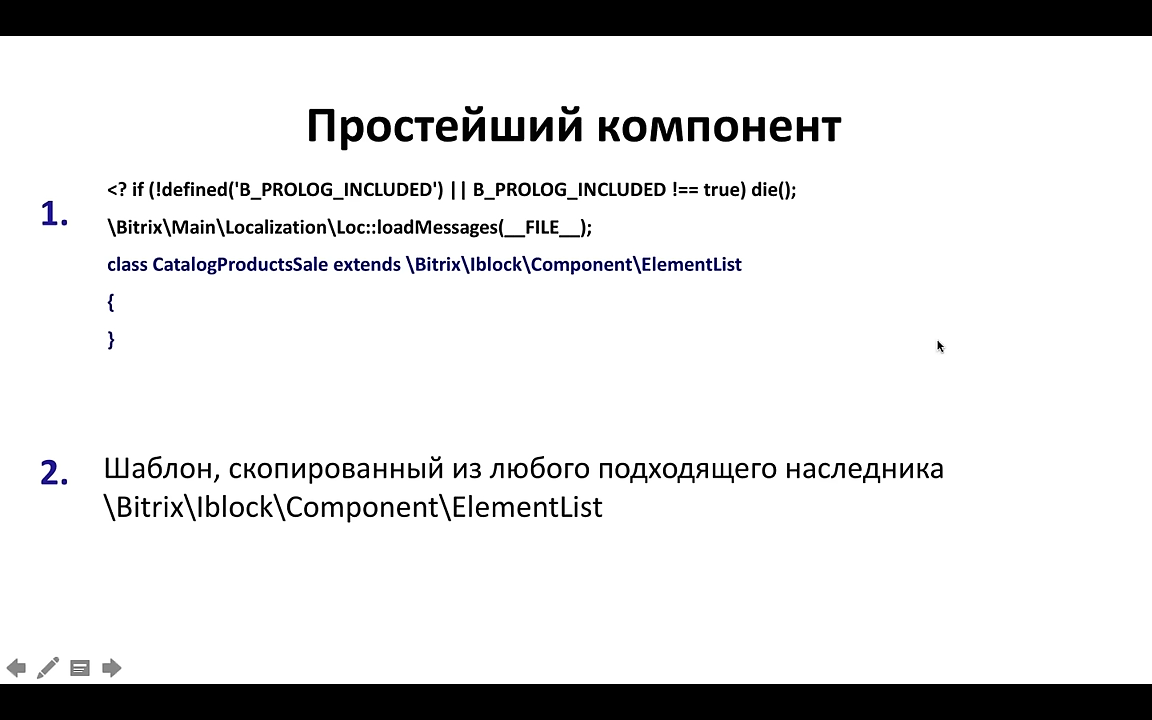 Простейший компонент
1.
<? if (!defined('B_PROLOG_INCLUDED') || B_PROLOG_INCLUDED !== true) die();
\Bitrix\Main\Localization\Loc::loadMessages(__FILE__);
class CatalogProductsSale extends \Bitrix\Iblock\Component\ElementList
{
}
2.
Шаблон, скопированный из любого подходящего наследника
\Bitrix\Iblock\Component\ElementList